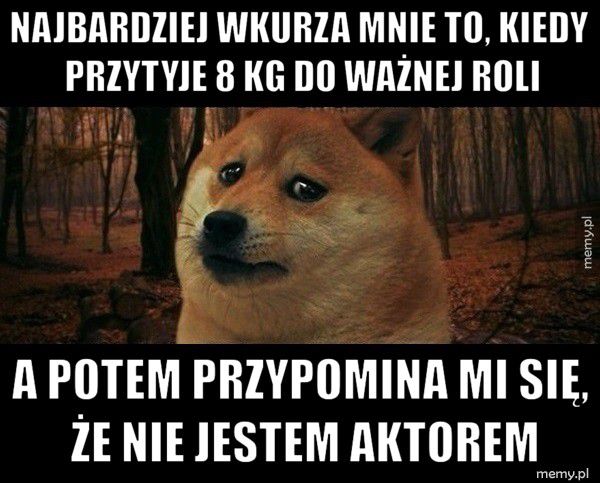 NAJBARDZIEJ WKURZA MNIE TO, KIEDY
PRZYTYJE 8 KG DO WAŻNEJ ROLI
memy.pl
A POTEM PRZYPOMINA MI SIĘ,
ŻE NIE JESTEM AKTOREM
memy.pl